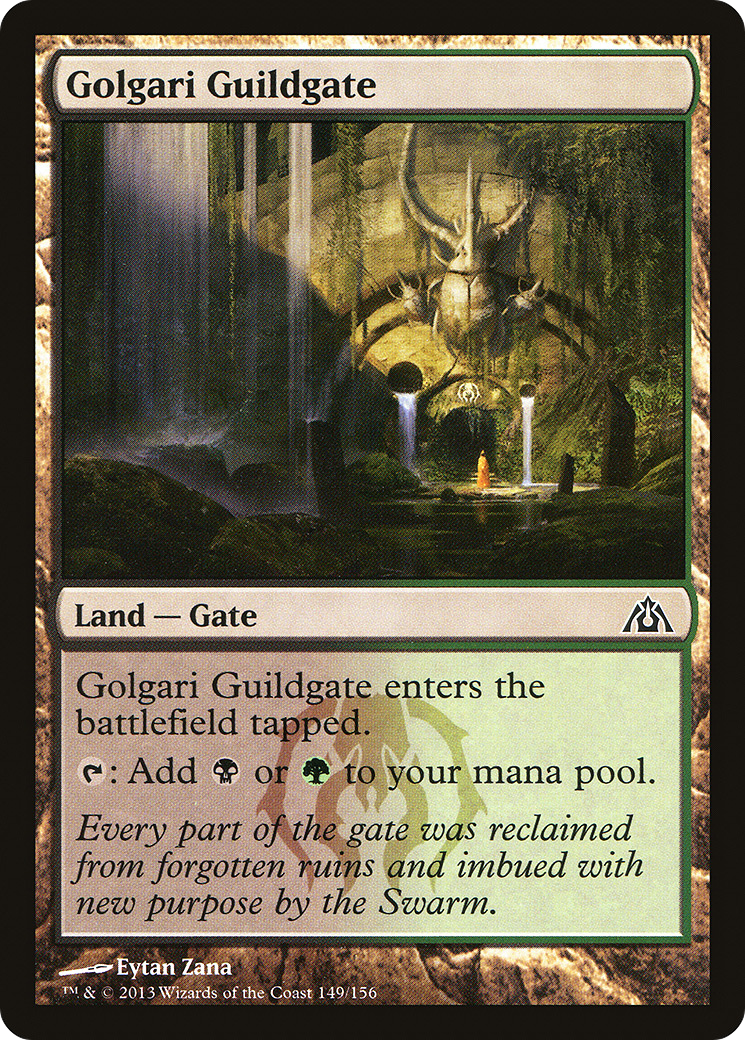 Golgari Guildgate
Land — Gate
Golgari Guildgate enters the
battlefield tapped.
: Add or to your mana pool.
Every part of the gate was reclaimed
from forgotten ruins and imbued with
new purpose by the Swarm.
Eytan Zana
™ & © 2013 Wizards of the Coast 149/156